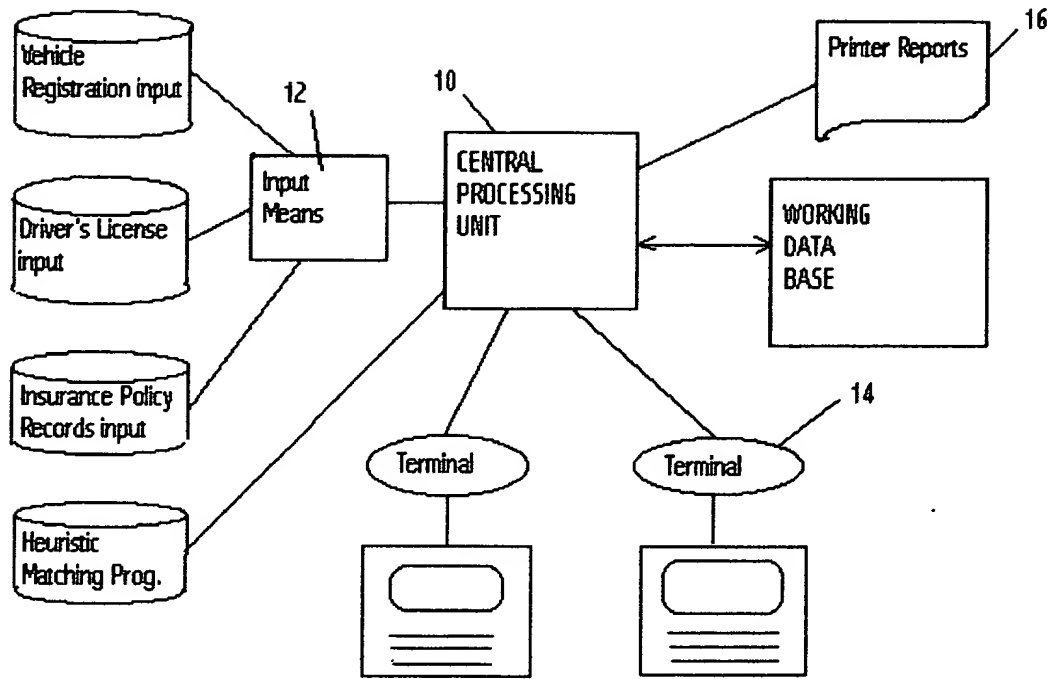 Vehicle
Registration input
12
10
16
Printer Reports
Input
Means
CENTRAL
PROCESSING
UNIT
Driver's License
input
WORKING
DATA
BASE
Insurance Policy
Records input
14
Terminal
Terminal
Heuristic
Matching Prog.